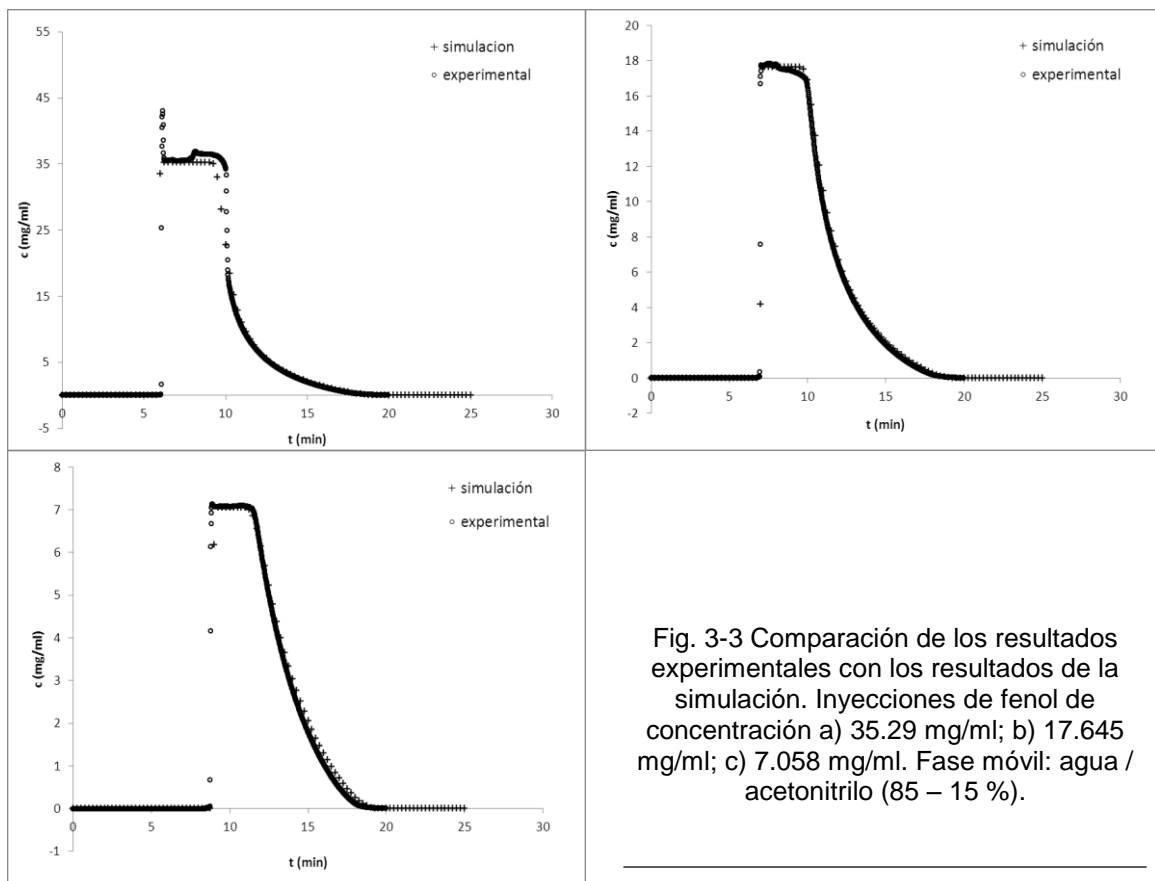 55
45
35
25
15
5
-5
c (mg/ml)
0 5 10 15 20 25 30
t (min)
+ simulacion
○ experimental
20
18
16
14
12
10
8
6
4
2
0
-2
c (mg/ml)
0 5 10 15 20 25 30
t (min)
+ simulación
○ experimental
8
7
6
5
4
3
2
1
0
-1
c (mg/ml)
0 5 10 15 20 25 30
t (min)
+ simulación
○ experimental
Fig. 3-3 Comparación de los resultados
experimentales con los resultados de la
simulación. Inyecciones de fenol de
concentración a) 35.29 mg/ml; b) 17.645
mg/ml; c) 7.058 mg/ml. Fase móvil: agua /
acetonitrilo (85 – 15 %).